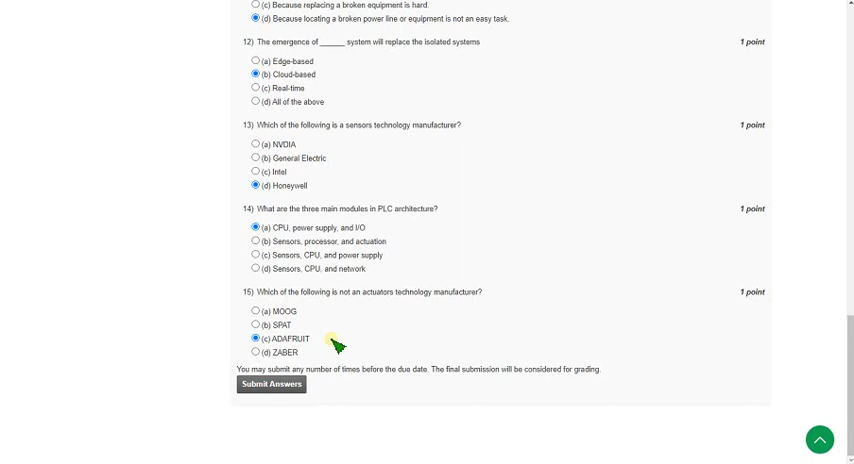 (c) Because replacing a broken equipment is hard.
(d) Because locating a broken power line or equipment is not an easy task.
12) The emergence of ______ system will replace the isolated systems 1 point
(a) Edge-based
(b) Cloud-based
(c) Real-time
(d) All of the above
13) Which of the following is a sensors technology manufacturer? 1 point
(a) NVDIA
(b) General Electric
(c) Intel
(d) Honeywell
14) What are the three main modules in PLC architecture? 1 point
(a) CPU, power supply, and I/O
(b) Sensors, processor, and actuation
(c) Sensors, CPU, and power supply
(d) Sensors, CPU, and network
15) Which of the following is not an actuators technology manufacturer? 1 point
(a) MOOG
(b) SPAT
(c) ADAFRUIT
(d) ZABER
You may submit any number of times before the due date. The final submission will be considered for grading.
Submit Answers